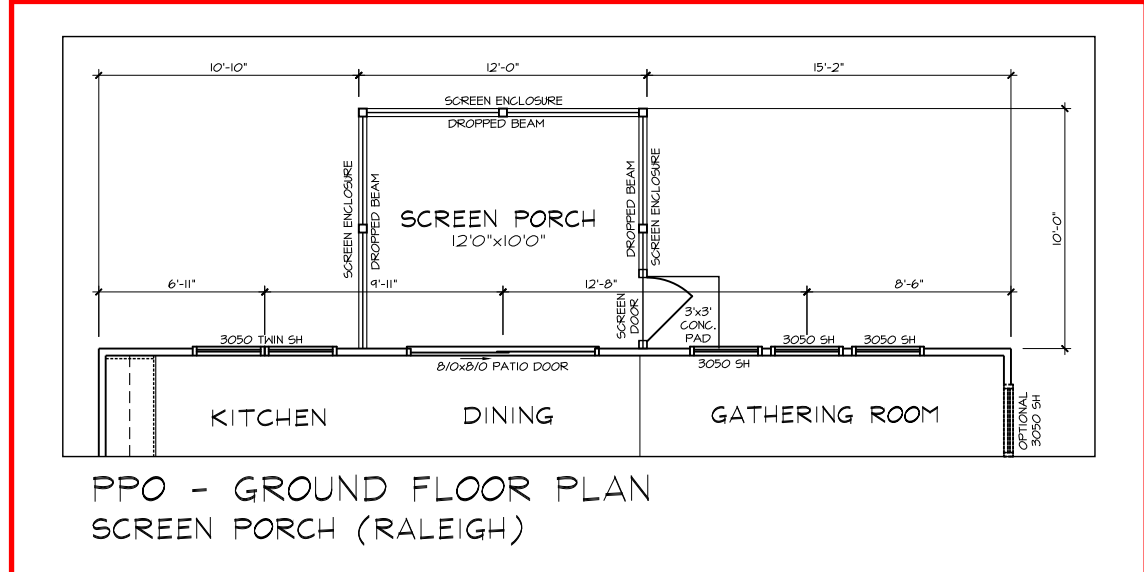 10'-10"
12'-0"
15'-2"
SCREEN ENCLOSURE
DROPPED BEAM
SCREEN ENCLOSURE
DROPPED BEAM
SCREEN PORCH
12'0"x10'0"
DROPPED BEAM
SCREEN ENCLOSURE
10'-0"
6'-11"
9'-11"
12'-8"
8'-6"
SCREEN
DOOR
3'x3'
CONC.
PAD
3050 TWIN SH
8/0x8/0 PATIO DOOR
3050 SH
3050 SH
3050 SH
KITCHEN
DINING
GATHERING ROOM
OPTIONAL
3050 SH
PPO - GROUND FLOOR PLAN
SCREEN PORCH (RALEIGH)